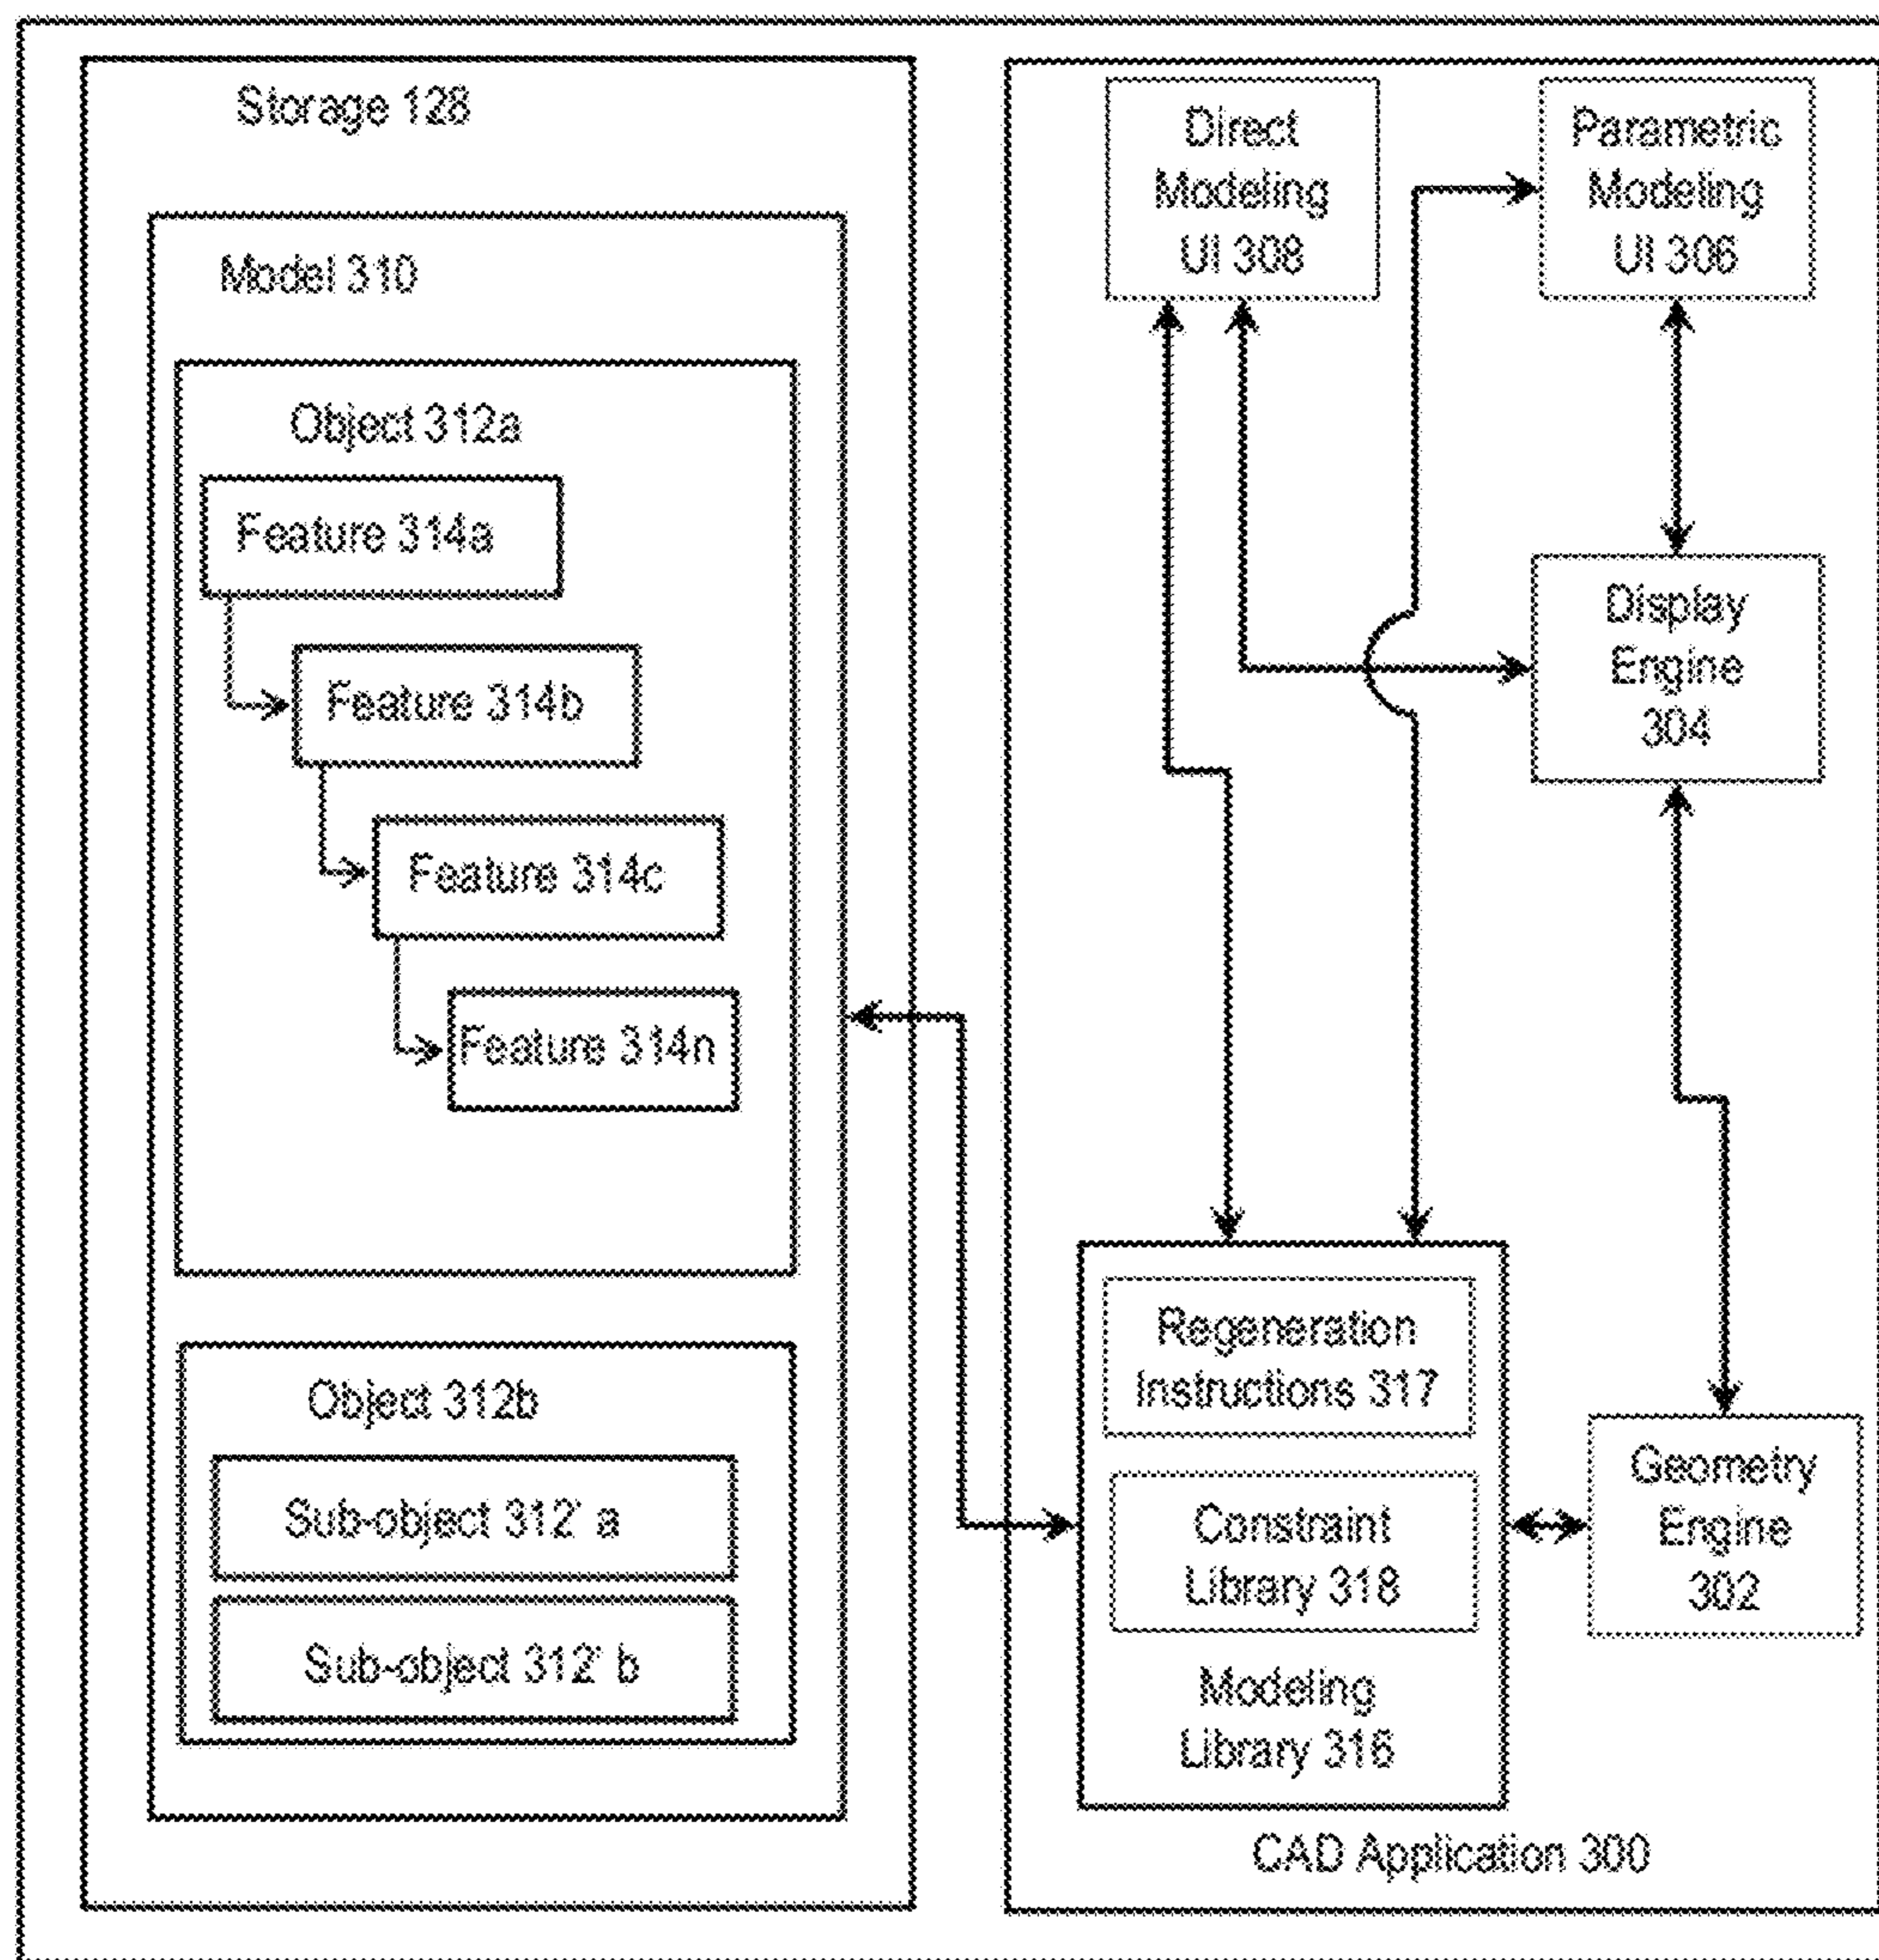 Storage 128
Model 310
Object 312a
Feature 314a
Feature 314b
Feature 314c
Feature 314n
Object 312b
Sub-object 312' a
Sub-object 312' b
Direct
Modeling
UI 308
Parametric
Modeling
UI 306
Display
Engine
304
Regeneration
Instructions 317
Constraint
Library 318
Modeling
Library 316
Geometry
Engine
302
CAD Application 300